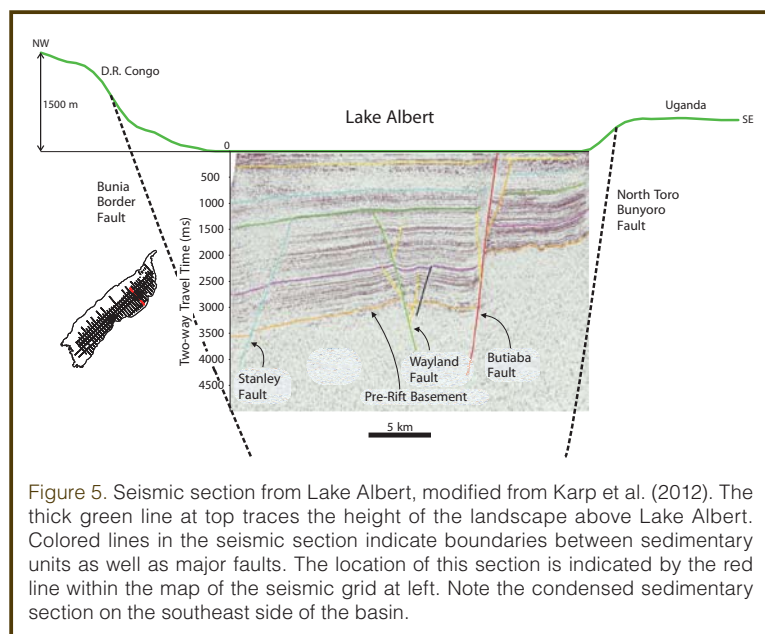 NW
D.R. Congo
1500 m
Lake Albert
Uganda
SE
0
Bunia
Border
Fault
North Toro
Bunyoro
Fault
Two-way Travel Time (ms)
500
1000
1500
2000
2500
3000
3500
4000
4500
Stanley
Fault
Pre-Rift Basement
Wayland
Fault
Butiaba
Fault
5 km
Figure 5. Seismic section from Lake Albert, modified from Karp et al. (2012). The
thick green line at top traces the height of the landscape above Lake Albert.
Colored lines in the seismic section indicate boundaries between sedimentary
units as well as major faults. The location of this section is indicated by the red
line within the map of the seismic grid at left. Note the condensed sedimentary
section on the southeast side of the basin.